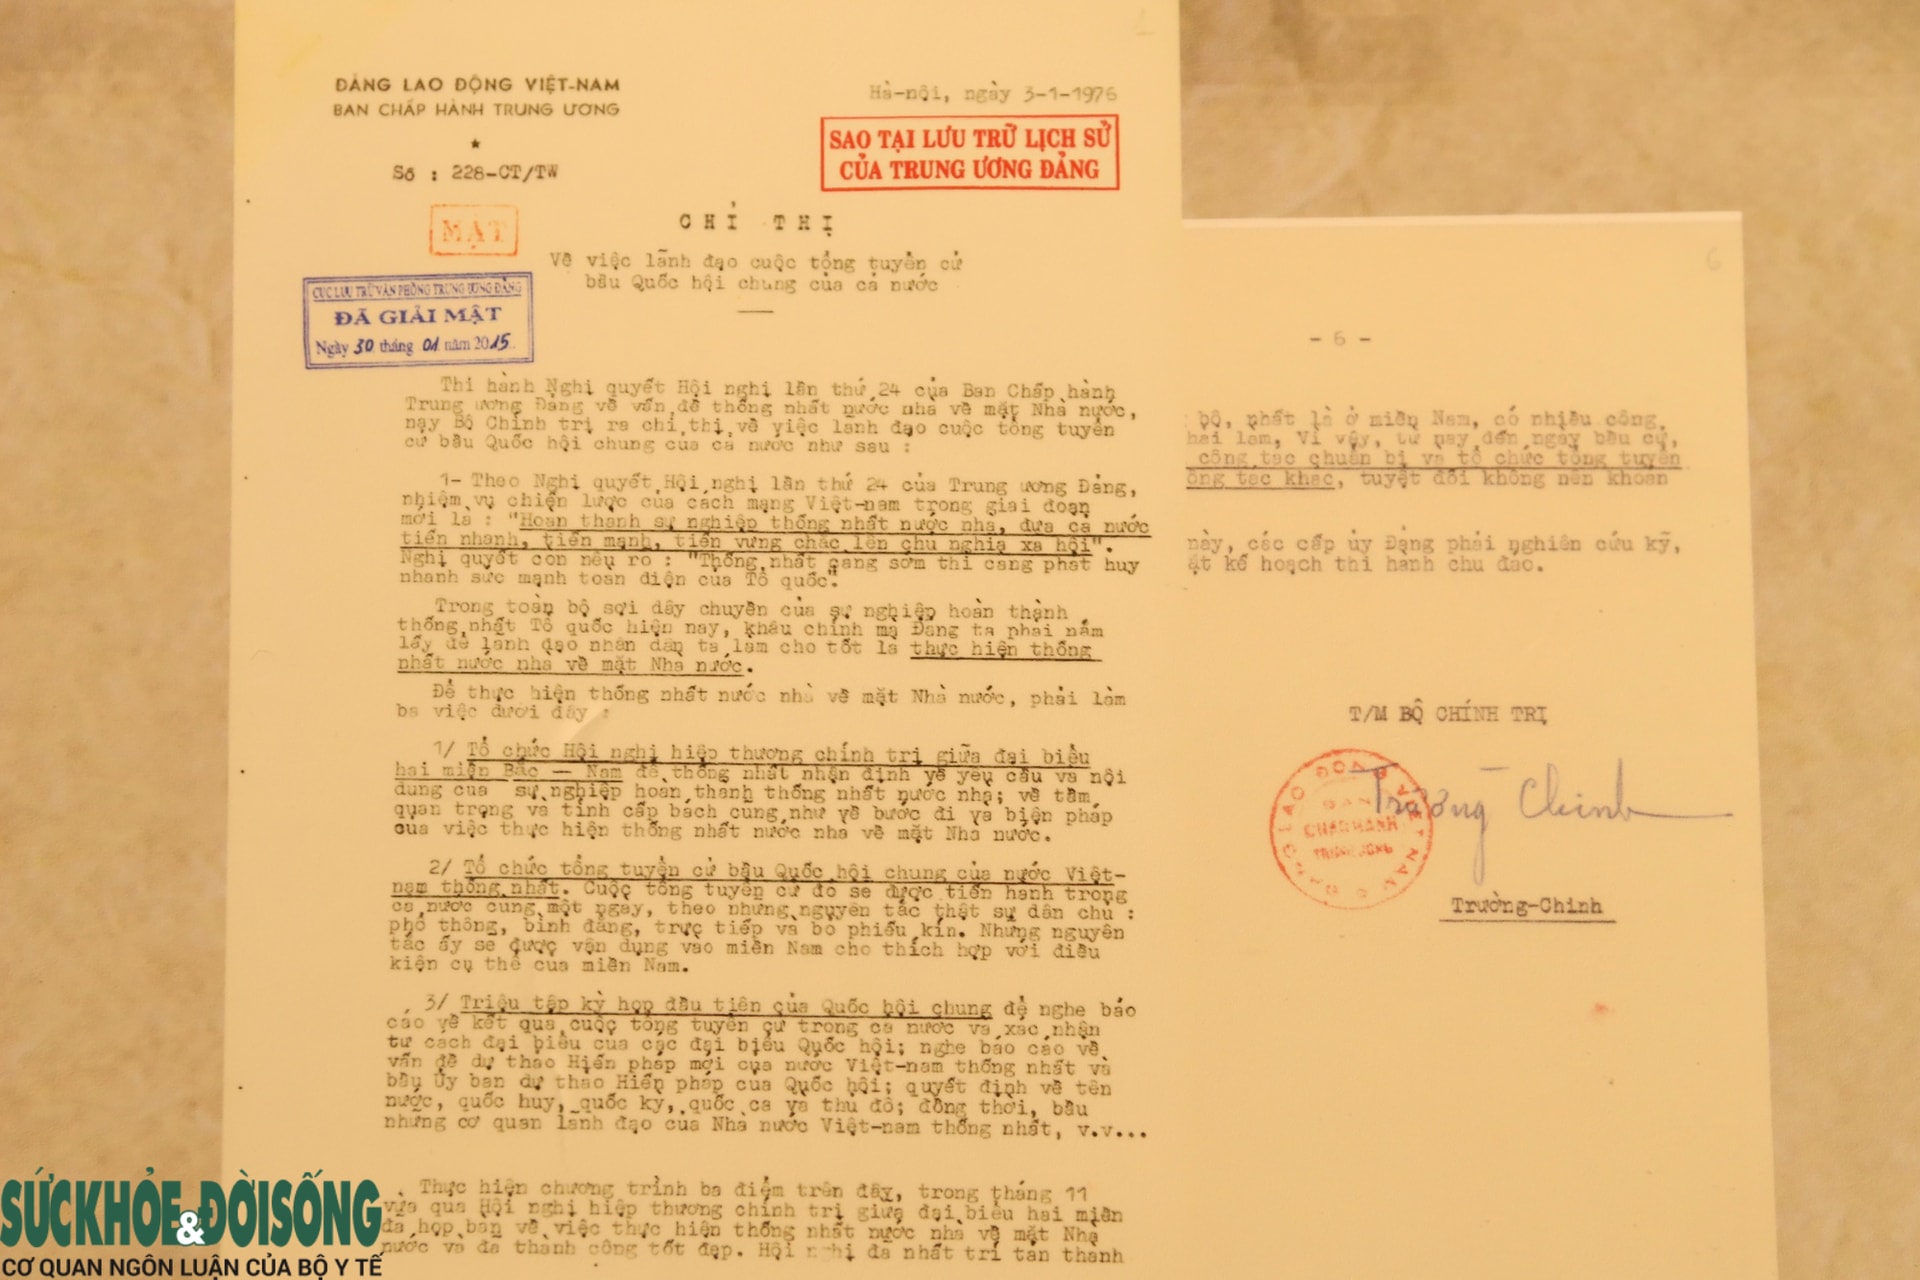 ĐẢNG LAO ĐỘNG VIỆT-NAM
BAN CHẤP HÀNH TRUNG ƯƠNG
Số : 228-CT/TW
MẬT
CỤC LƯU TRỮ VĂN PHÒNG TRUNG ƯƠNG ĐẢNG
ĐÃ GIẢI MẬT
Ngày 30 tháng 01 năm 2015
Hà-nội, ngày 3-1-1976
SAO TẠI LƯU TRỮ LỊCH SỬ
CỦA TRUNG ƯƠNG ĐẢNG
CHỈ THỊ
Về việc lãnh đạo cuộc tổng tuyển cử
bầu Quốc hội chung của cả nước
Thi hành Nghị quyết Hội nghị lần thứ 24 của Ban Chấp hành
Trung ương Đảng về vấn đề thống nhất nước nhà về mặt Nhà nước,
nay Bộ Chính trị ra chỉ thị về việc lãnh đạo cuộc tổng tuyển
cử bầu Quốc hội chung của cả nước như sau :
1- Theo Nghị quyết Hội nghị lần thứ 24 của Trung ương Đảng,
nhiệm vụ chiến lược của cách mạng Việt-nam trong giai đoạn
mới là : "Hoàn thành sự nghiệp thống nhất nước nhà, đưa cả nước
tiến nhanh, tiến mạnh, tiến vững chắc lên chủ nghĩa xã hội".
Nghị quyết còn nêu rõ : "Thống nhất càng sớm thì càng phát huy
nhanh sức mạnh toàn diện của Tổ quốc".
Trong toàn bộ sợi dây chuyền của sự nghiệp hoàn thành
thống nhất Tổ quốc hiện nay, khâu chính mà Đảng ta phải nắm
lấy để lãnh đạo nhân dân ta làm cho tốt là thực hiện thống
nhất nước nhà về mặt Nhà nước.
Để thực hiện thống nhất nước nhà về mặt Nhà nước, phải làm
ba việc dưới đây :
1/ Tổ chức Hội nghị hiệp thương chính trị giữa đại biểu
hai miền Bắc — Nam để thống nhất nhận định về yêu cầu và nội
dung của sự nghiệp hoàn thành thống nhất nước nhà; về tầm
quan trọng và tính cấp bách cũng như về bước đi và biện pháp
của việc thực hiện thống nhất nước nhà về mặt Nhà nước.
2/ Tổ chức tổng tuyển cử bầu Quốc hội chung của nước Việt-
nam thống nhất. Cuộc tổng tuyển cử đó sẽ được tiến hành trong
cả nước cùng một ngày, theo những nguyên tắc thật sự dân chủ :
phổ thông, bình đẳng, trực tiếp và bỏ phiếu kín. Những nguyên
tắc ấy sẽ được vận dụng vào miền Nam cho thích hợp với điều
kiện cụ thể của miền Nam.
3/ Triệu tập kỳ họp đầu tiên của Quốc hội chung để nghe báo
cáo về kết quả cuộc tổng tuyển cử trong cả nước và xác nhận
tư cách đại biểu của các đại biểu Quốc hội; nghe báo cáo về
vấn đề dự thảo Hiến pháp mới của nước Việt-nam thống nhất và
bầu Ủy ban dự thảo Hiến pháp của Quốc hội; quyết định về tên
nước, quốc huy, quốc kỳ, quốc ca và thủ đô; đồng thời, bầu
những cơ quan lãnh đạo của Nhà nước Việt-nam thống nhất, v.v...
Thực hiện chương trình ba điểm trên đây, trong tháng 11
vừa qua Hội nghị hiệp thương chính trị giữa đại biểu hai miền
đã họp bàn về việc thực hiện thống nhất nước nhà về mặt Nhà
nước và đã thành công tốt đẹp. Hội nghị đã nhất trí tán thành
6
- 6 -
bộ, nhất là ở miền Nam, có nhiều công
hai làm, Vì vậy, từ nay đến ngày bầu cử,
công tác chuẩn bị và tổ chức tổng tuyển
ông tác khác, tuyệt đối không nên khoán
này, các cấp ủy Đảng phải nghiên cứu kỹ,
ặt kế hoạch thi hành chu đáo.
T/M BỘ CHÍNH TRỊ
BAN
CHẤP HÀNH
TRUNG ƯƠNG
Trường Chinh
Trường-Chinh
SỨC KHỎE & ĐỜI SỐNG
CƠ QUAN NGÔN LUẬN CỦA BỘ Y TẾ